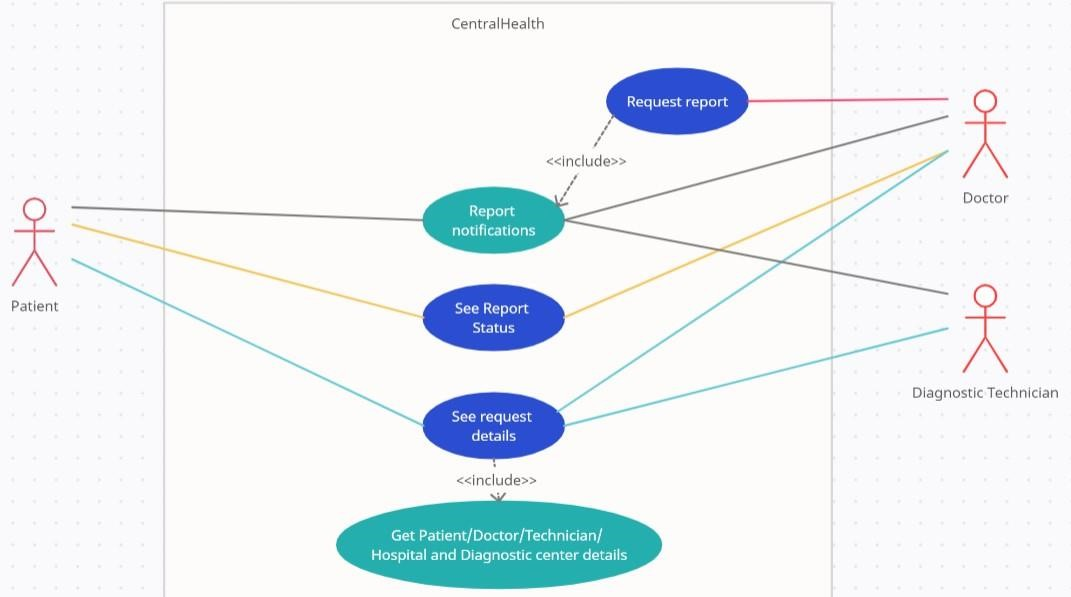 CentralHealth
Request report
<<include>>
Doctor
Report
notifications
Patient
See Report
Status
Diagnostic Technician
See request
details
<<include>>
Get Patient/Doctor/Technician/
Hospital and Diagnostic center details